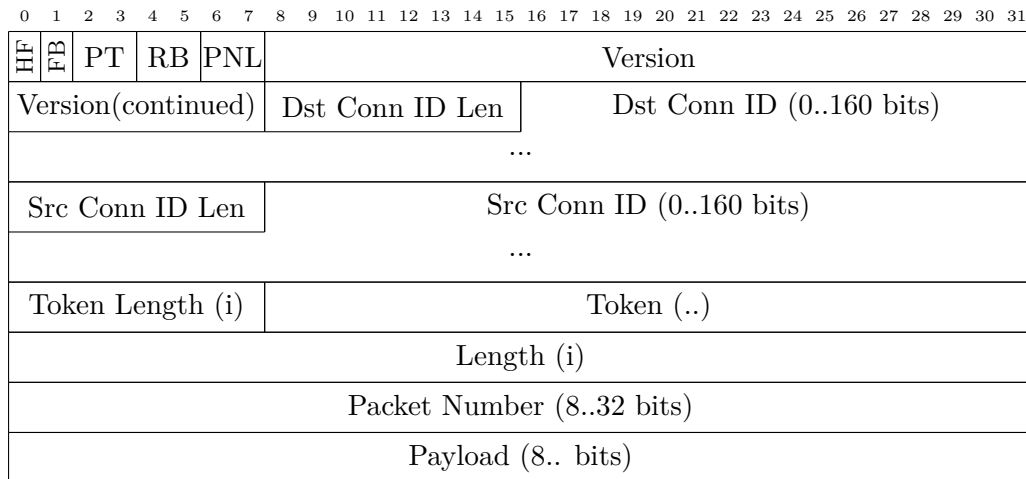 0 1 2 3 4 5 6 7 8 9 10 11 12 13 14 15 16 17 18 19 20 21 22 23 24 25 26 27 28 29 30 31
HF FB PT RB PNL Version
Version(continued) Dst Conn ID Len Dst Conn ID (0..160 bits)
...
Src Conn ID Len Src Conn ID (0..160 bits)
...
Token Length (i) Token (..)
Length (i)
Packet Number (8..32 bits)
Payload (8.. bits)